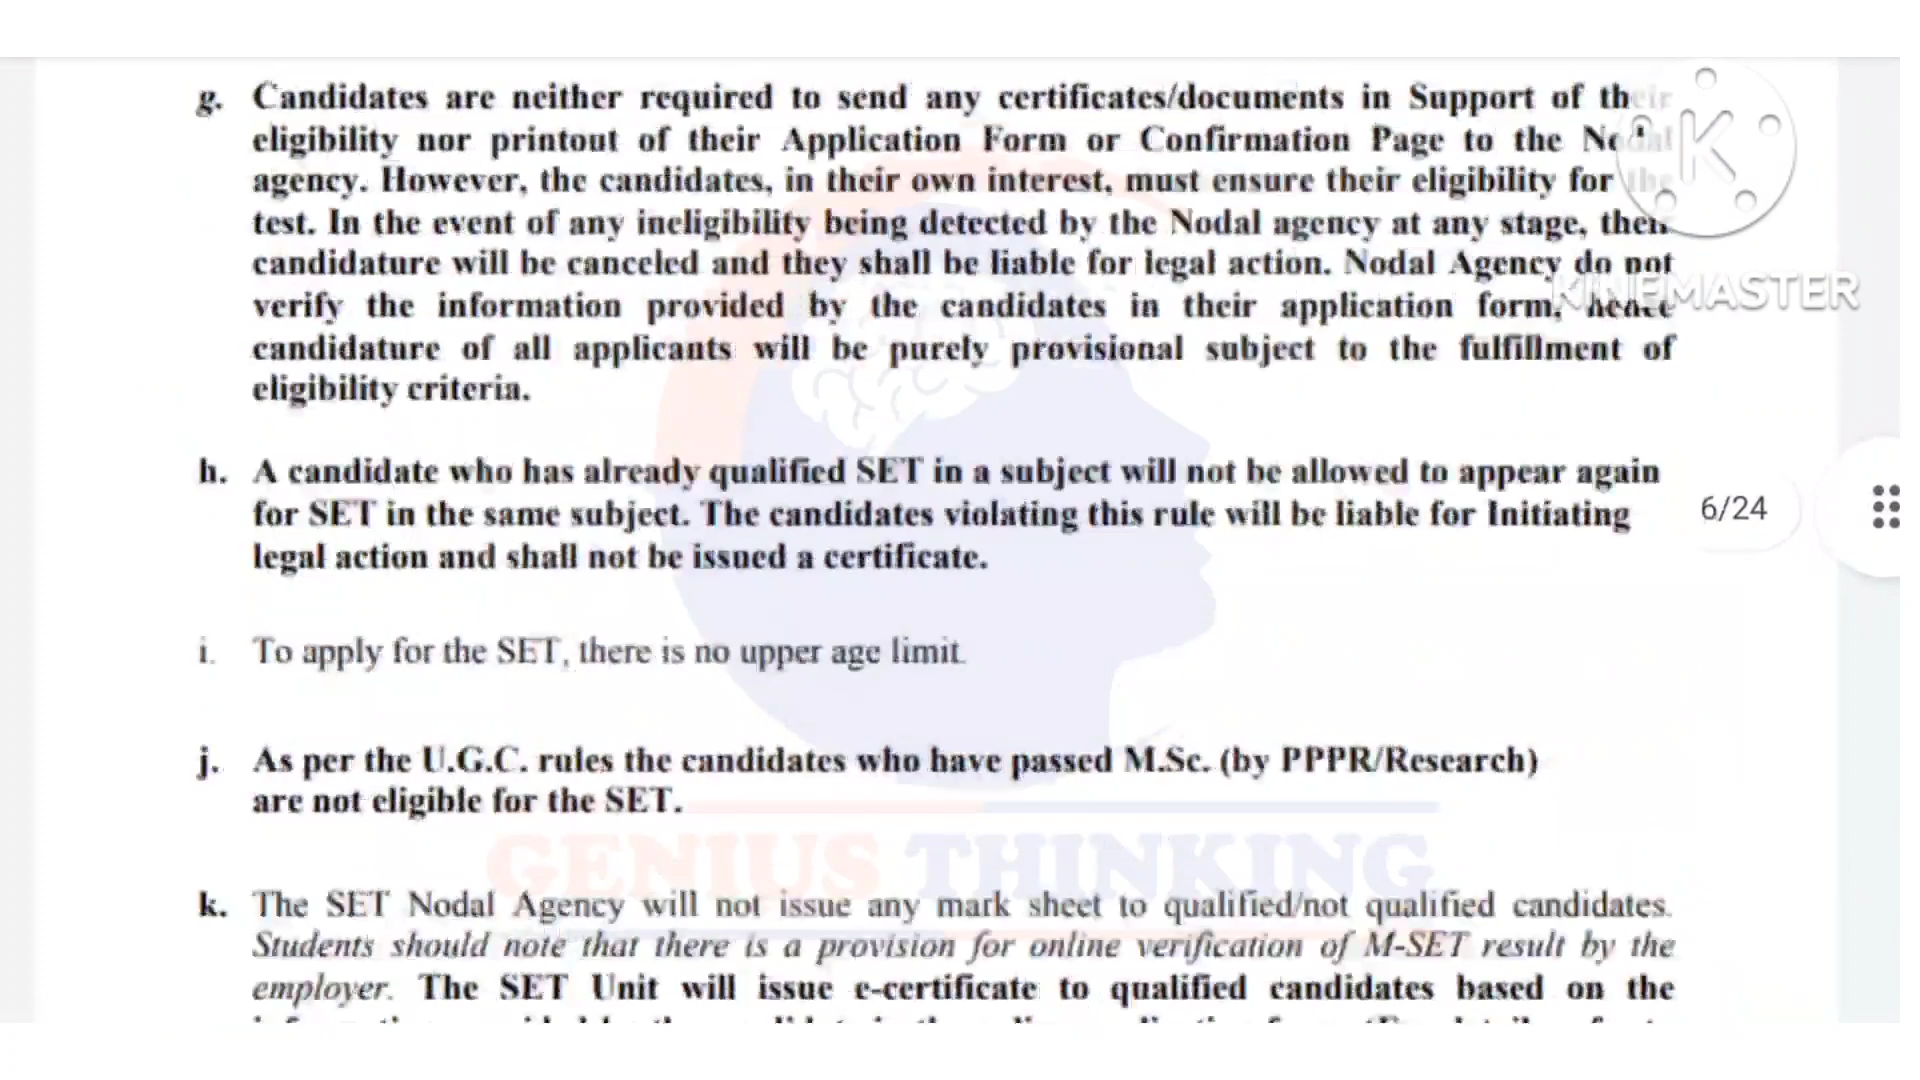 g. Candidates are neither required to send any certificates/documents in Support of their
eligibility nor printout of their Application Form or Confirmation Page to the Nodal
agency. However, the candidates, in their own interest, must ensure their eligibility for the
test. In the event of any ineligibility being detected by the Nodal agency at any stage, their
candidature will be canceled and they shall be liable for legal action. Nodal Agency do not
verify the information provided by the candidates in their application form, hence
candidature of all applicants will be purely provisional subject to the fulfillment of
eligibility criteria.
KINEMASTER
h. A candidate who has already qualified SET in a subject will not be allowed to appear again
for SET in the same subject. The candidates violating this rule will be liable for Initiating
legal action and shall not be issued a certificate.
6/24
i. To apply for the SET, there is no upper age limit.
j. As per the U.G.C. rules the candidates who have passed M.Sc. (by PPPR/Research)
are not eligible for the SET.
GENIUS THINKING
k. The SET Nodal Agency will not issue any mark sheet to qualified/not qualified candidates.
Students should note that there is a provision for online verification of M-SET result by the
employer. The SET Unit will issue e-certificate to qualified candidates based on the